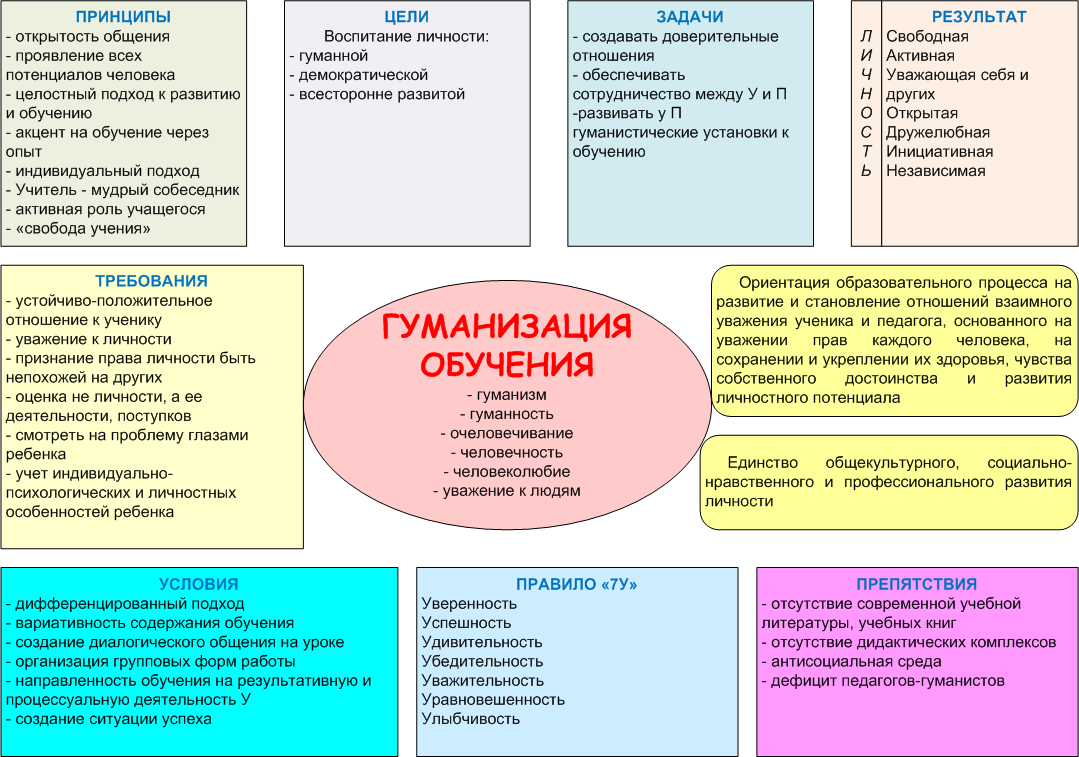 ПРИНЦИПЫ
- открытость общения
- проявление всех
потенциалов человека
- целостный подход к развитию
и обучению
- акцент на обучение через
опыт
- индивидуальный подход
- Учитель - мудрый собеседник
- активная роль учащегося
- «свобода учения»
ЦЕЛИ
Воспитание личности:
- гуманной
- демократической
- всесторонне развитой
ЗАДАЧИ
- создавать доверительные
отношения
- обеспечивать
сотрудничество между У и П
-развивать у П
гуманистические установки к
обучению
РЕЗУЛЬТАТ
Л Свободная
И Активная
Ч Уважающая себя и
Н других
О Открытая
С Дружелюбная
Т Инициативная
Ь Независимая
ТРЕБОВАНИЯ
- устойчиво-положительное
отношение к ученику
- уважение к личности
- признание права личности быть
непохожей на других
- оценка не личности, а ее
деятельности, поступков
- смотреть на проблему глазами
ребенка
- учет индивидуально-
психологических и личностных
особенностей ребенка
ГУМАНИЗАЦИЯ
ОБУЧЕНИЯ
- гуманизм
- гуманность
- очеловечивание
- человечность
- человеколюбие
- уважение к людям
Ориентация образовательного процесса на
развитие и становление отношений взаимного
уважения ученика и педагога, основанного на
уважении прав каждого человека, на
сохранении и укреплении их здоровья, чувства
собственного достоинства и развития
личностного потенциала
Единство общекультурного, социально-
нравственного и профессионального развития
личности
УСЛОВИЯ
- дифференцированный подход
- вариативность содержания обучения
- создание диалогического общения на уроке
- организация групповых форм работы
- направленность обучения на результативную и
процессуальную деятельность У
- создание ситуации успеха
ПРАВИЛО «7У»
Уверенность
Успешность
Удивительность
Убедительность
Уважительность
Уравновешенность
Улыбчивость
ПРЕПЯТСТВИЯ
- отсутствие современной учебной
литературы, учебных книг
- отсутствие дидактических комплексов
- антисоциальная среда
- дефицит педагогов-гуманистов